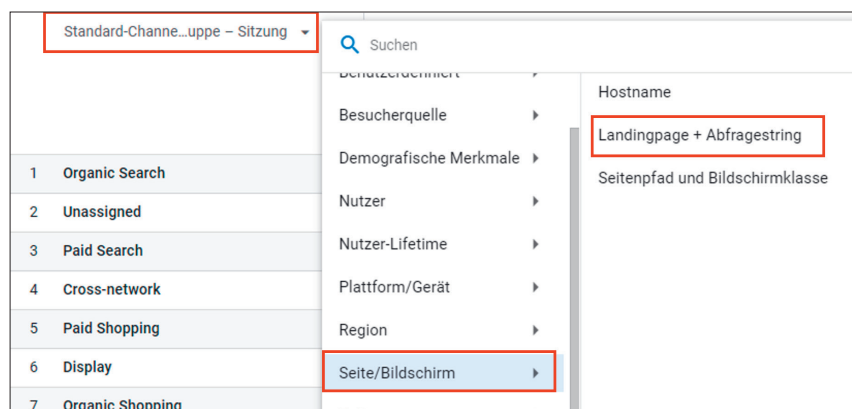 Standard-Channe...uppe – Sitzung
Suchen
Benutzerdefiniert
Besucherquelle
Demografische Merkmale
Nutzer
Nutzer-Lifetime
Plattform/Gerät
Region
Seite/Bildschirm
Hostname
Landingpage + Abfragestring
Seitenpfad und Bildschirmklasse
1 Organic Search
2 Unassigned
3 Paid Search
4 Cross-network
5 Paid Shopping
6 Display
7 Organic Shopping